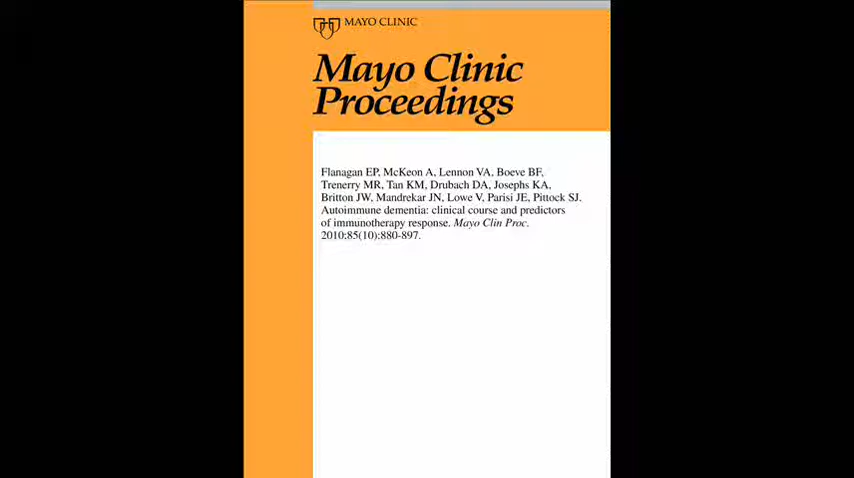 MAYO CLINIC
Mayo Clinic
Proceedings
Flanagan EP, McKeon A, Lennon VA, Boeve BF,
Trenerry MR, Tan KM, Drubach DA, Josephs KA,
Britton JW, Mandrekar JN, Lowe V, Parisi JE, Pittock SJ.
Autoimmune dementia: clinical course and predictors
of immunotherapy response. Mayo Clin Proc.
2010;85(10):880-897.